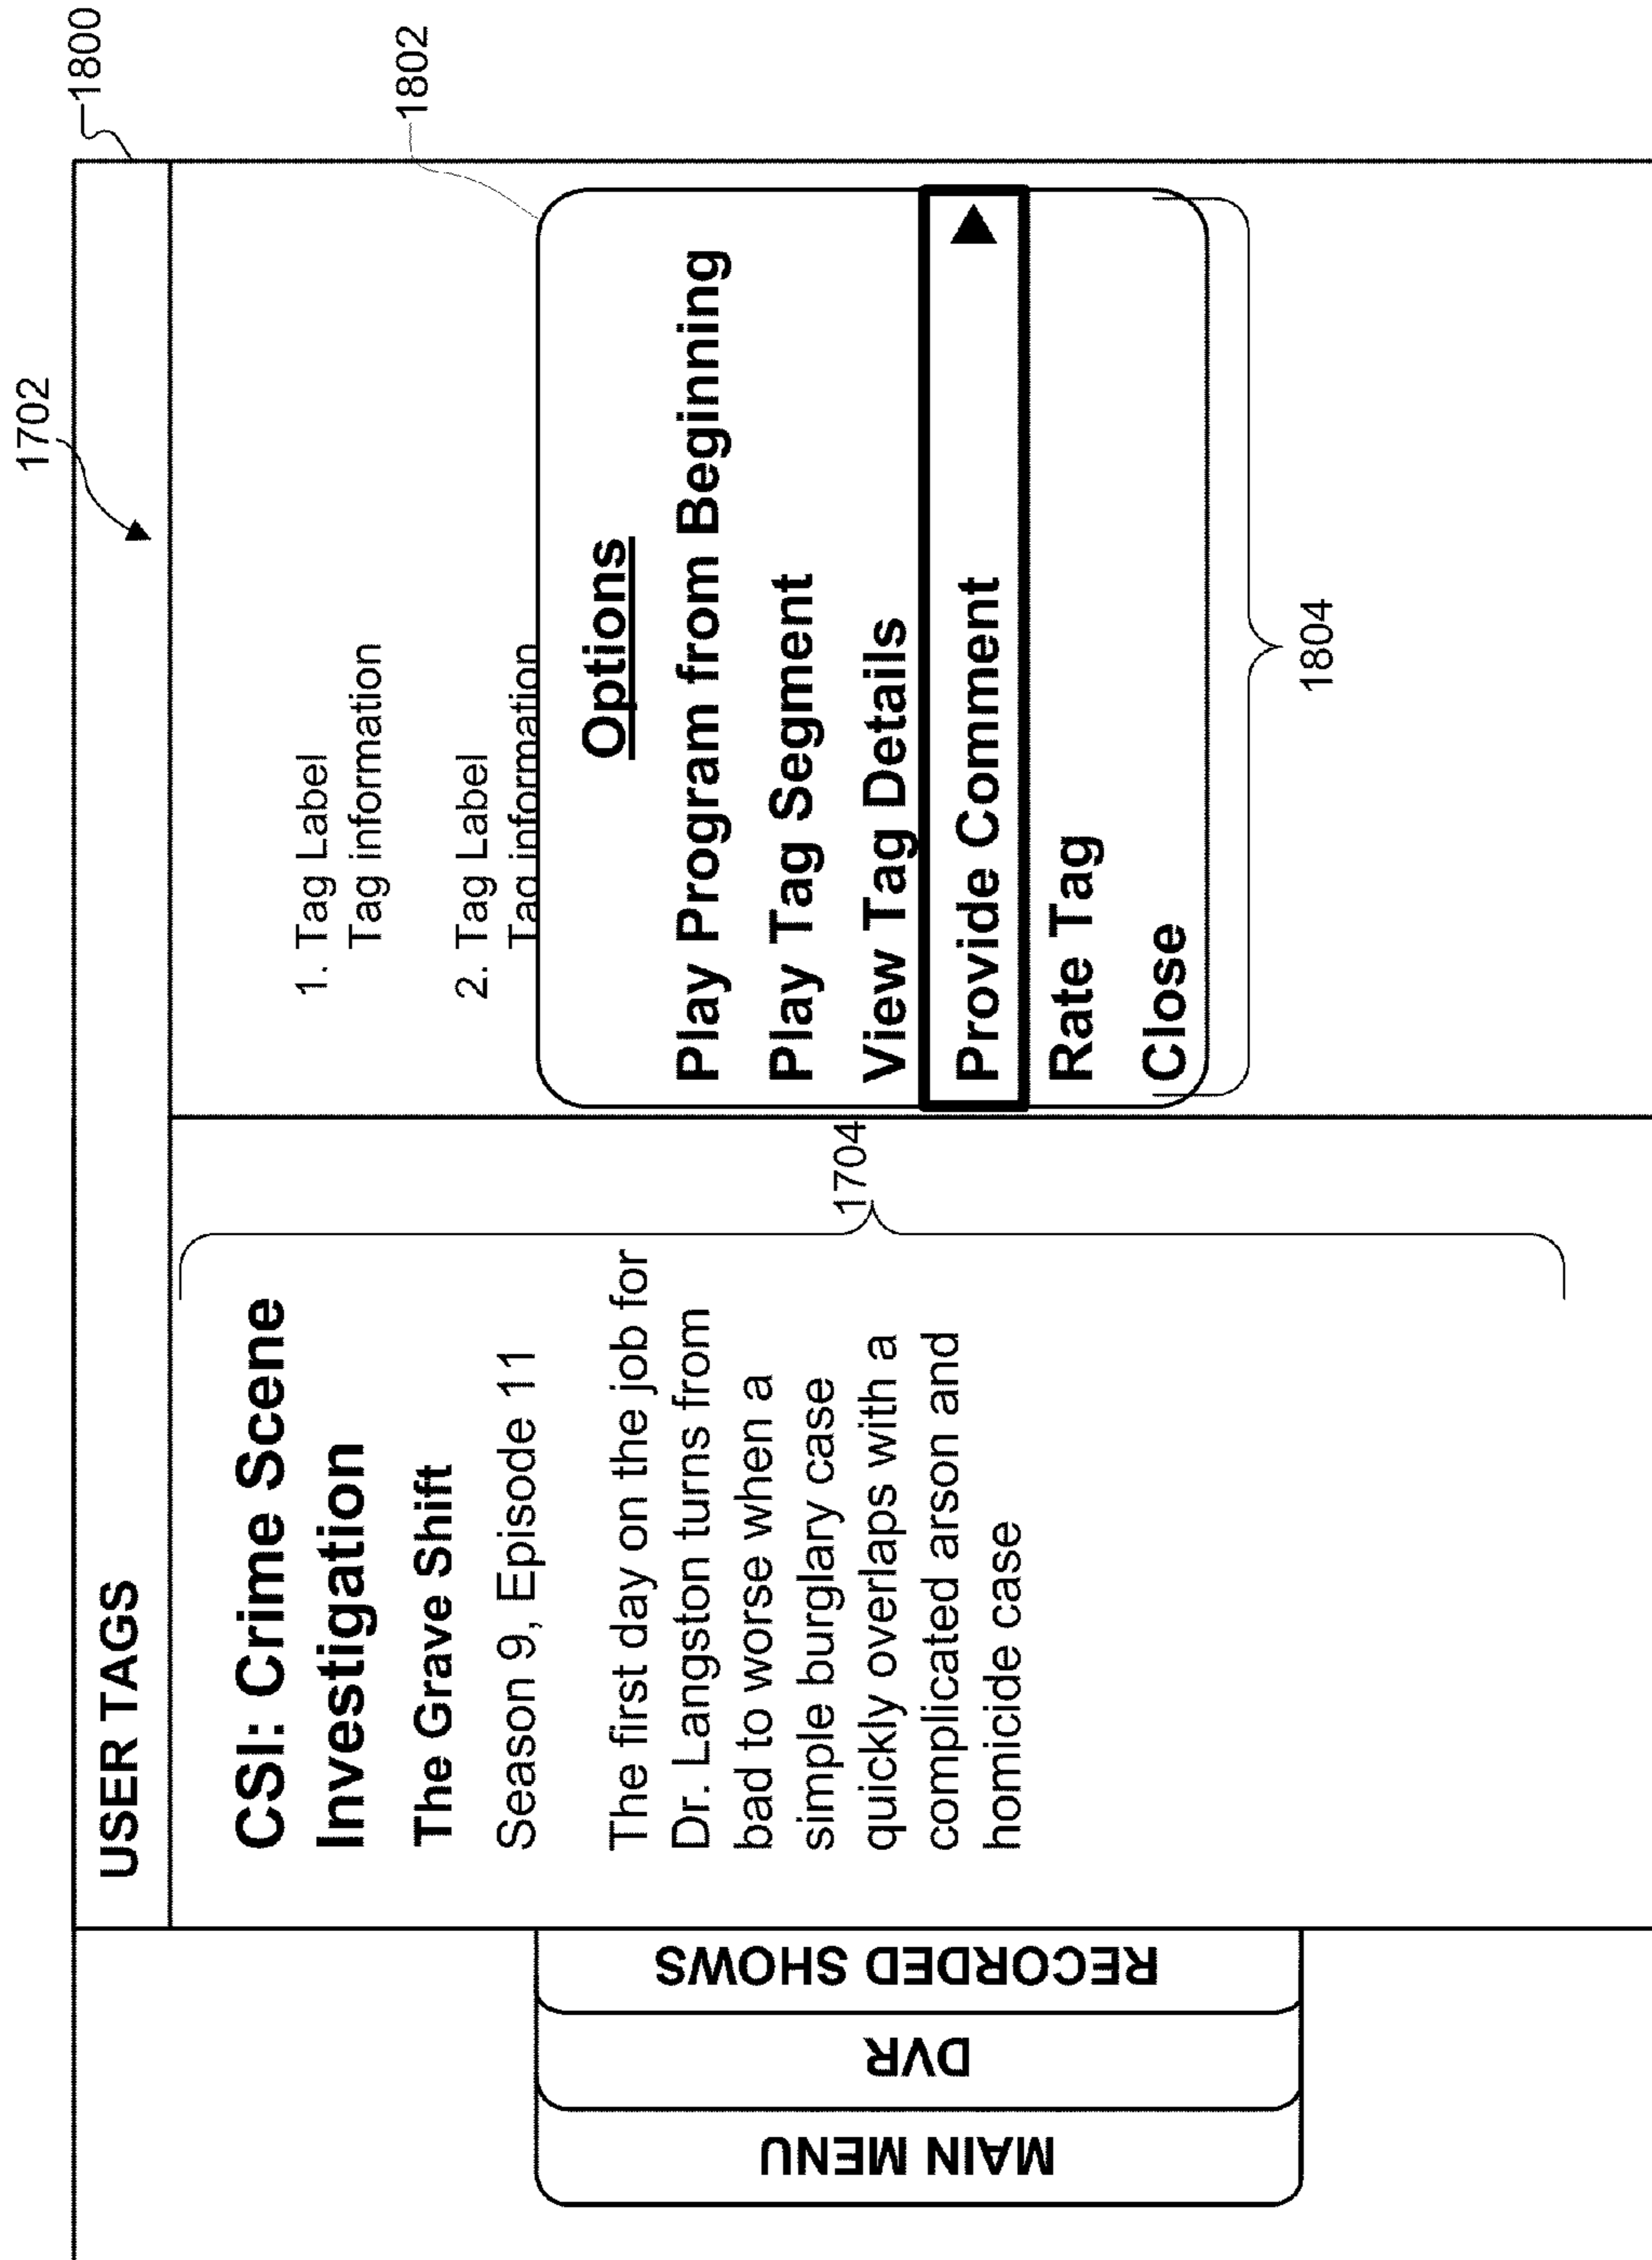 1702
1800
USER TAGS
MAIN MENU
DVR
RECORDED SHOWS
CSI: Crime Scene
Investigation
The Grave Shift
Season 9, Episode 11
The first day on the job for
Dr. Langston turns from
bad to worse when a
simple burglary case
quickly overlaps with a
complicated arson and
homicide case
1704
1. Tag Label
Tag information
2. Tag Label
Tag information
1802
Options
Play Program from Beginning
Play Tag Segment
View Tag Details
Provide Comment
Rate Tag
Close
1804